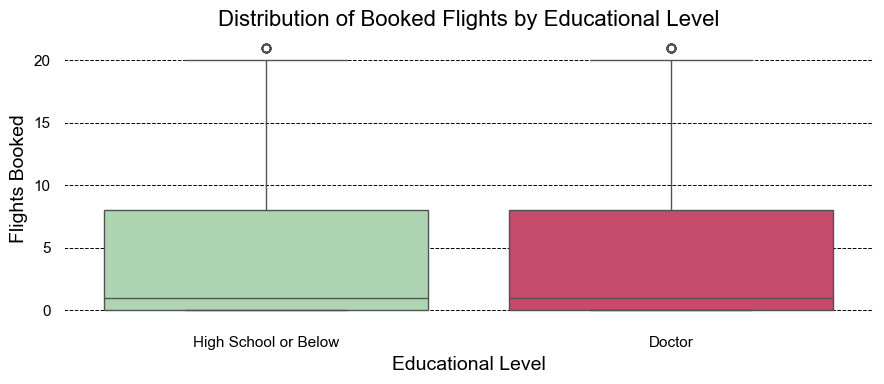 Distribution of Booked Flights by Educational Level
20
15
10
5
0
Flights Booked
High School or Below
Doctor
Educational Level